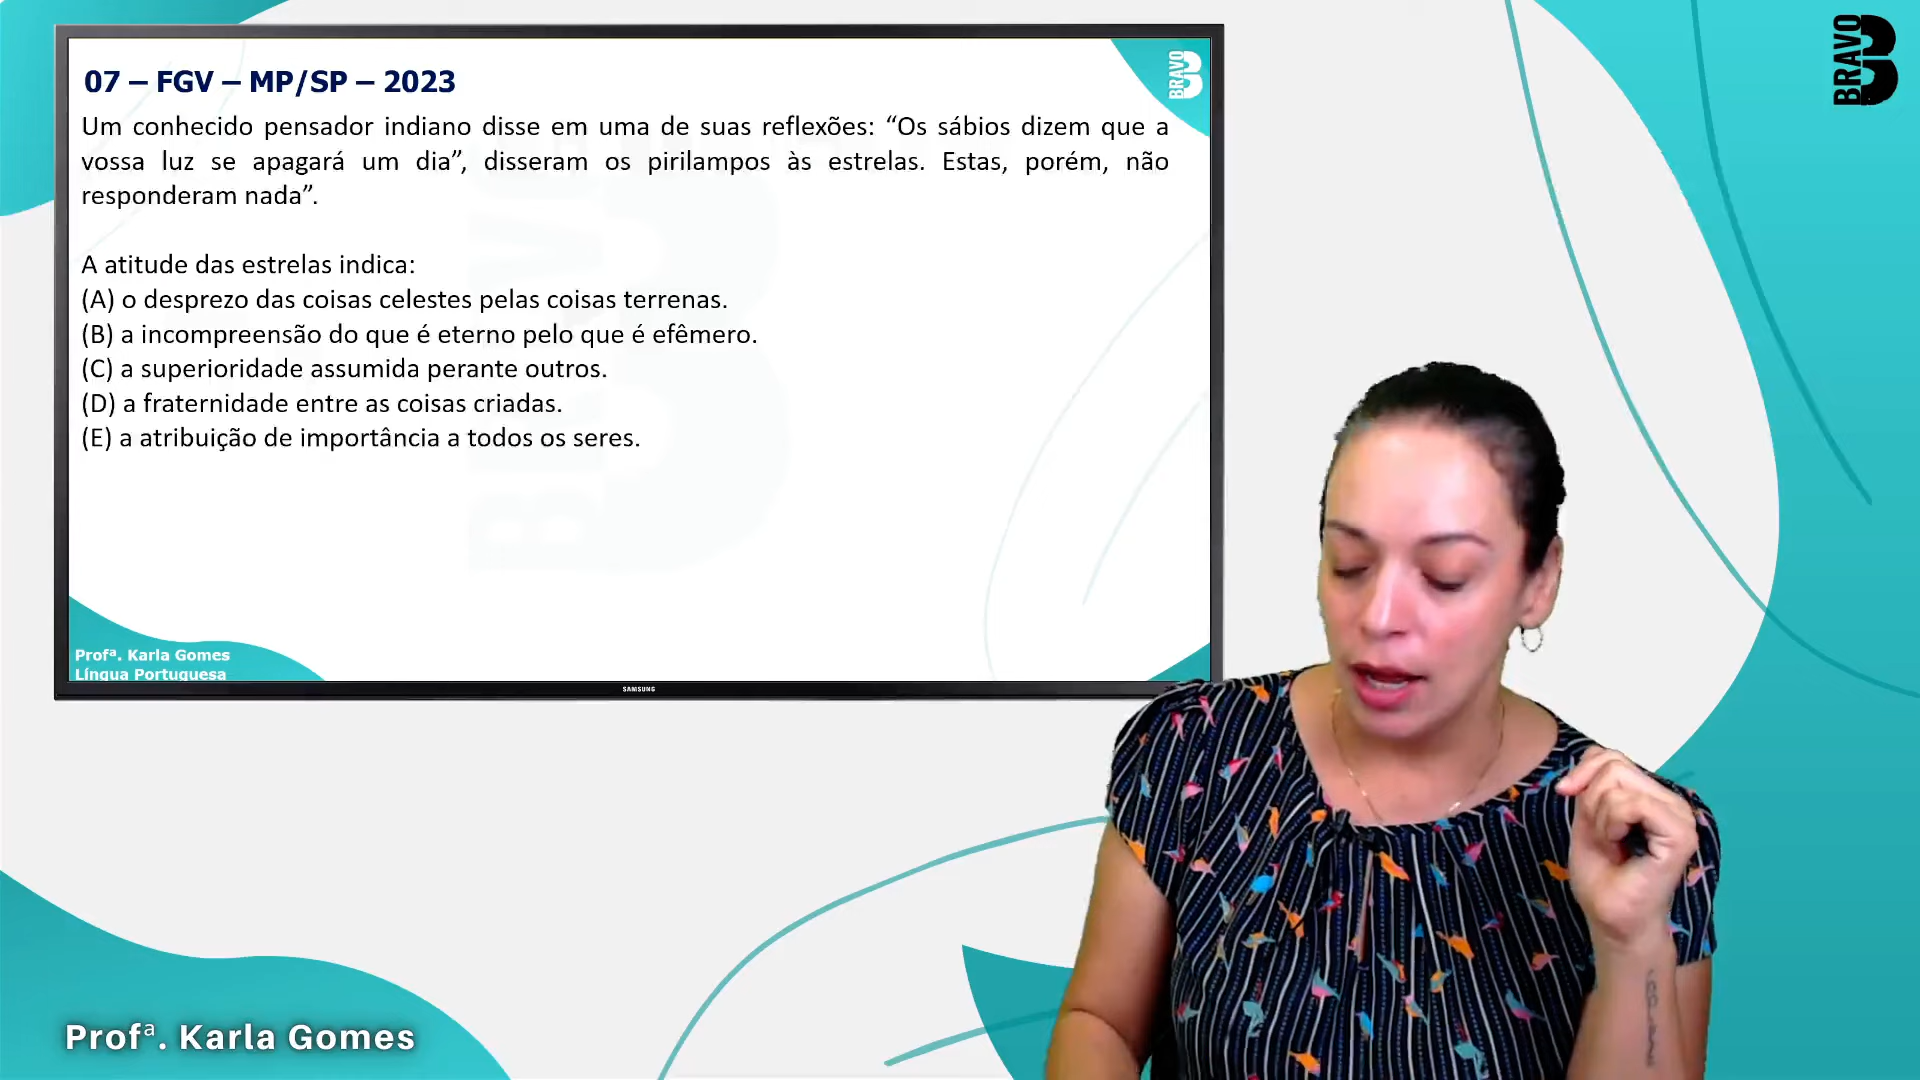 BRAVO
BRAVO
07 – FGV – MP/SP – 2023
Um conhecido pensador indiano disse em uma de suas reflexões: “Os sábios dizem que a
vossa luz se apagará um dia”, disseram os pirilampos às estrelas. Estas, porém, não
responderam nada”.
A atitude das estrelas indica:
(A) o desprezo das coisas celestes pelas coisas terrenas.
(B) a incompreensão do que é eterno pelo que é efêmero.
(C) a superioridade assumida perante outros.
(D) a fraternidade entre as coisas criadas.
(E) a atribuição de importância a todos os seres.
Profª. Karla Gomes
Língua Portuguesa
SAMSUNG
Profª. Karla Gomes